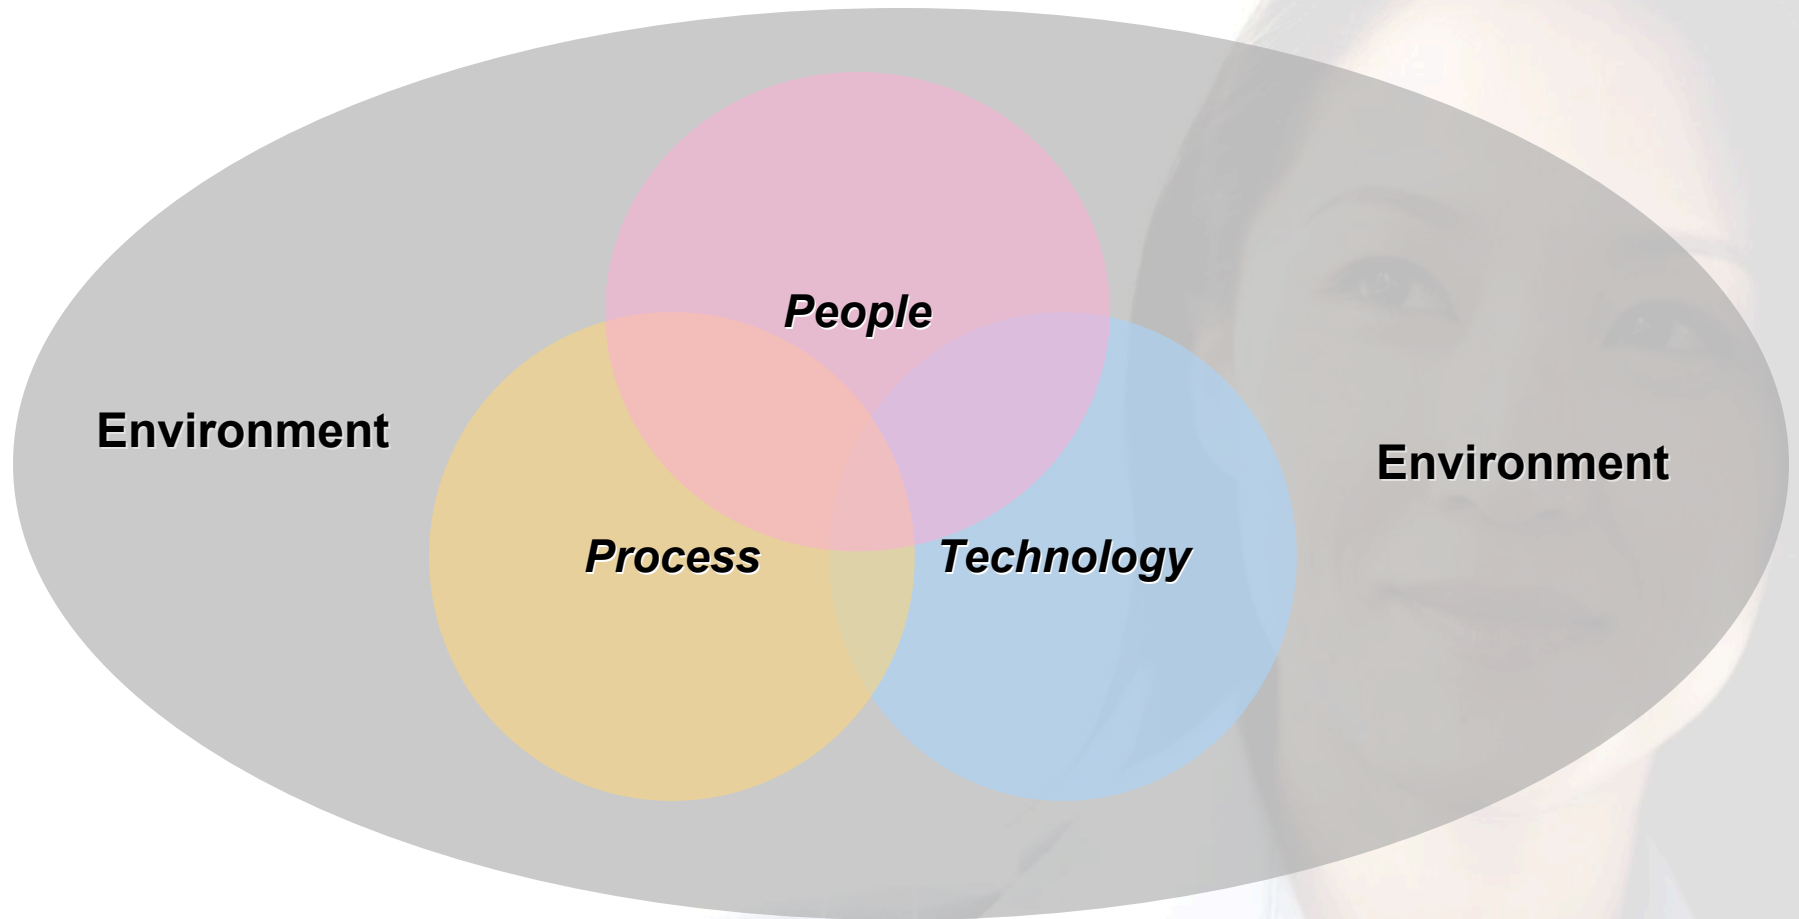 People
Environment
Environment
Process
Technology